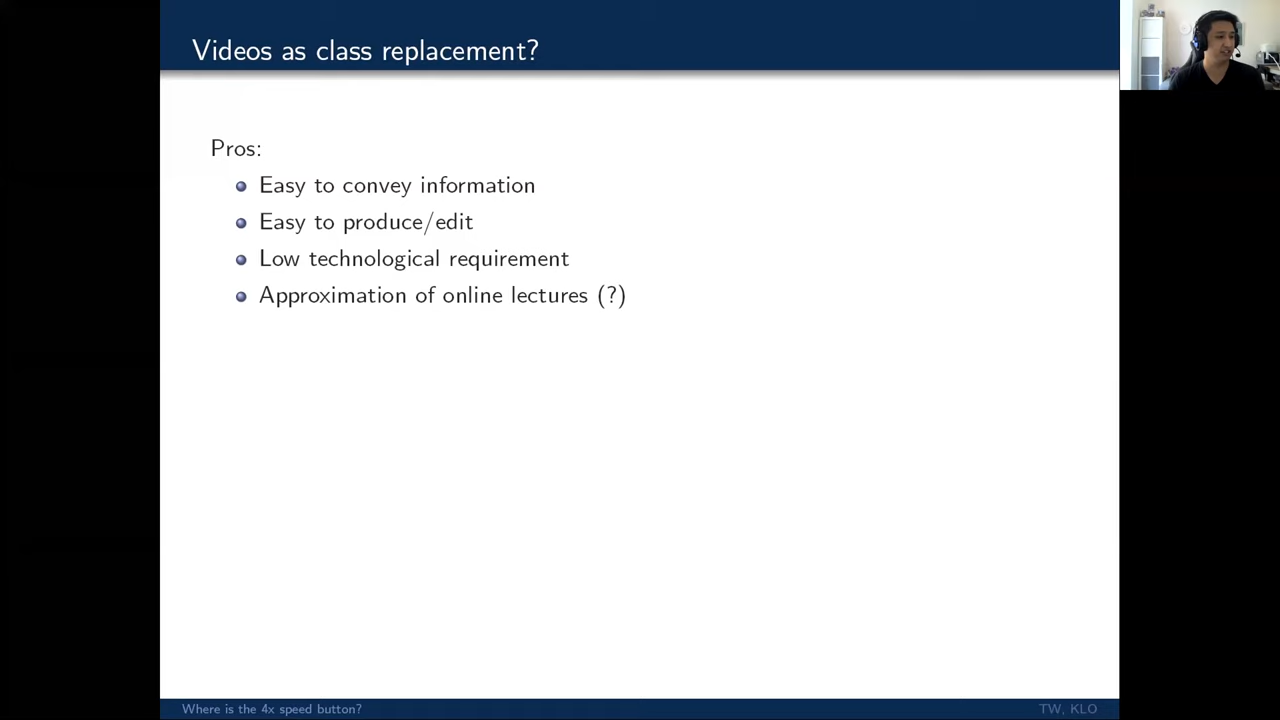 Videos as class replacement?
Pros:
Easy to convey information
Easy to produce/edit
Low technological requirement
Approximation of online lectures (?)
Where is the 4x speed button?
TW, KLO